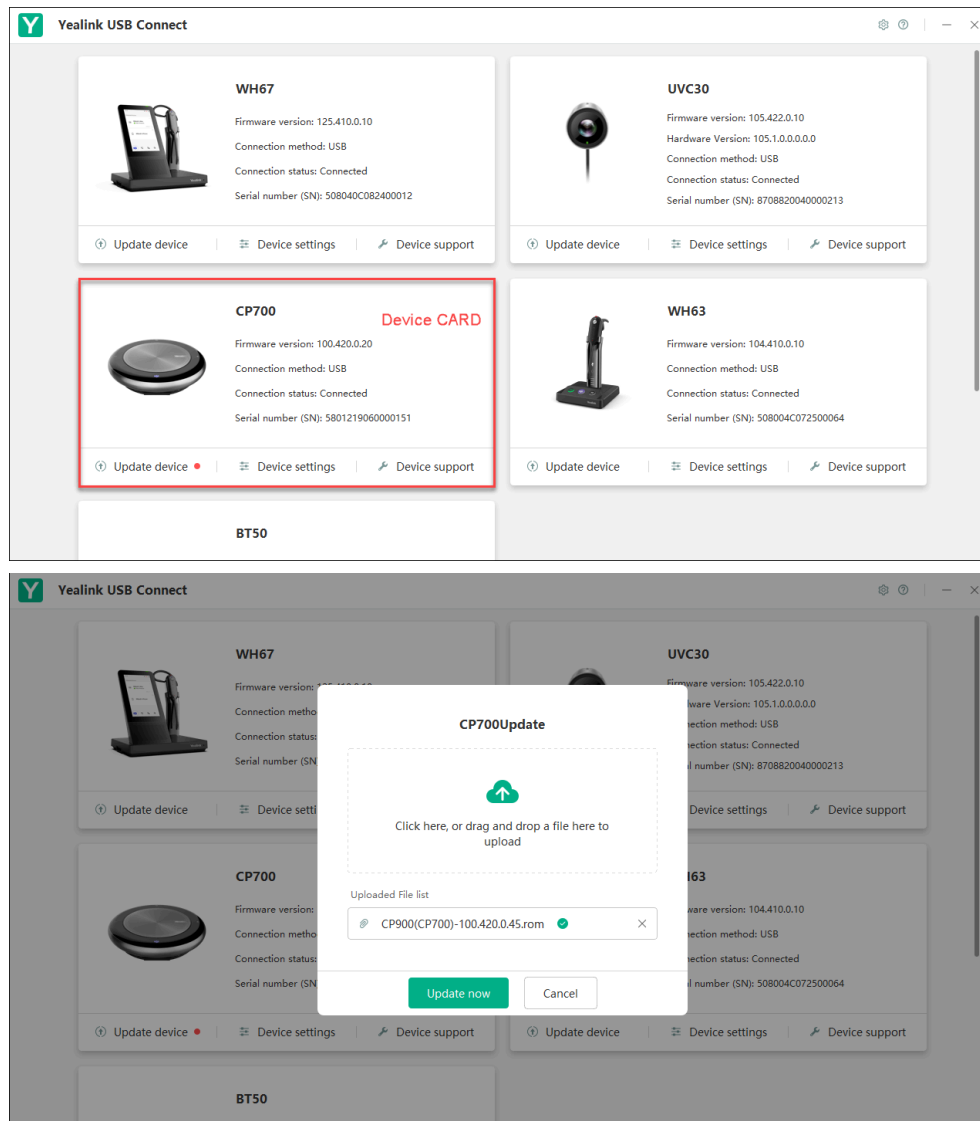 Yealink USB Connect
WH67
Firmware version: 125.410.0.10
Connection method: USB
Connection status: Connected
Serial number (SN): 508040C082400012
Update device
Device settings
Device support
UVC30
Firmware version: 105.422.0.10
Hardware Version: 105.1.0.0.0.0.0
Connection method: USB
Connection status: Connected
Serial number (SN): 8708820040000213
Update device
Device settings
Device support
CP700
Device CARD
Firmware version: 100.420.0.20
Connection method: USB
Connection status: Connected
Serial number (SN): 5801219060000151
Update device
Device settings
Device support
WH63
Firmware version: 104.410.0.10
Connection method: USB
Connection status: Connected
Serial number (SN): 508004C072500064
Update device
Device settings
Device support
BT50
Yealink USB Connect
WH67
Firmware version:
Connection metho
Connection status:
Serial number (SN
Update device
Device setti
UVC30
Firmware version: 105.422.0.10
ware Version: 105.1.0.0.0.0.0
nection method: USB
nection status: Connected
l number (SN): 8708820040000213
Device settings
Device support
CP700Update
Click here, or drag and drop a file here to
upload
Uploaded File list
CP900(CP700)-100.420.0.45.rom
Update now
Cancel
CP700
Firmware version:
Connection metho
Connection status:
Serial number (SN
Update device
Device settings
Device support
H63
ware version: 104.410.0.10
nection method: USB
nection status: Connected
l number (SN): 508004C072500064
Update device
Device settings
Device support
BT50